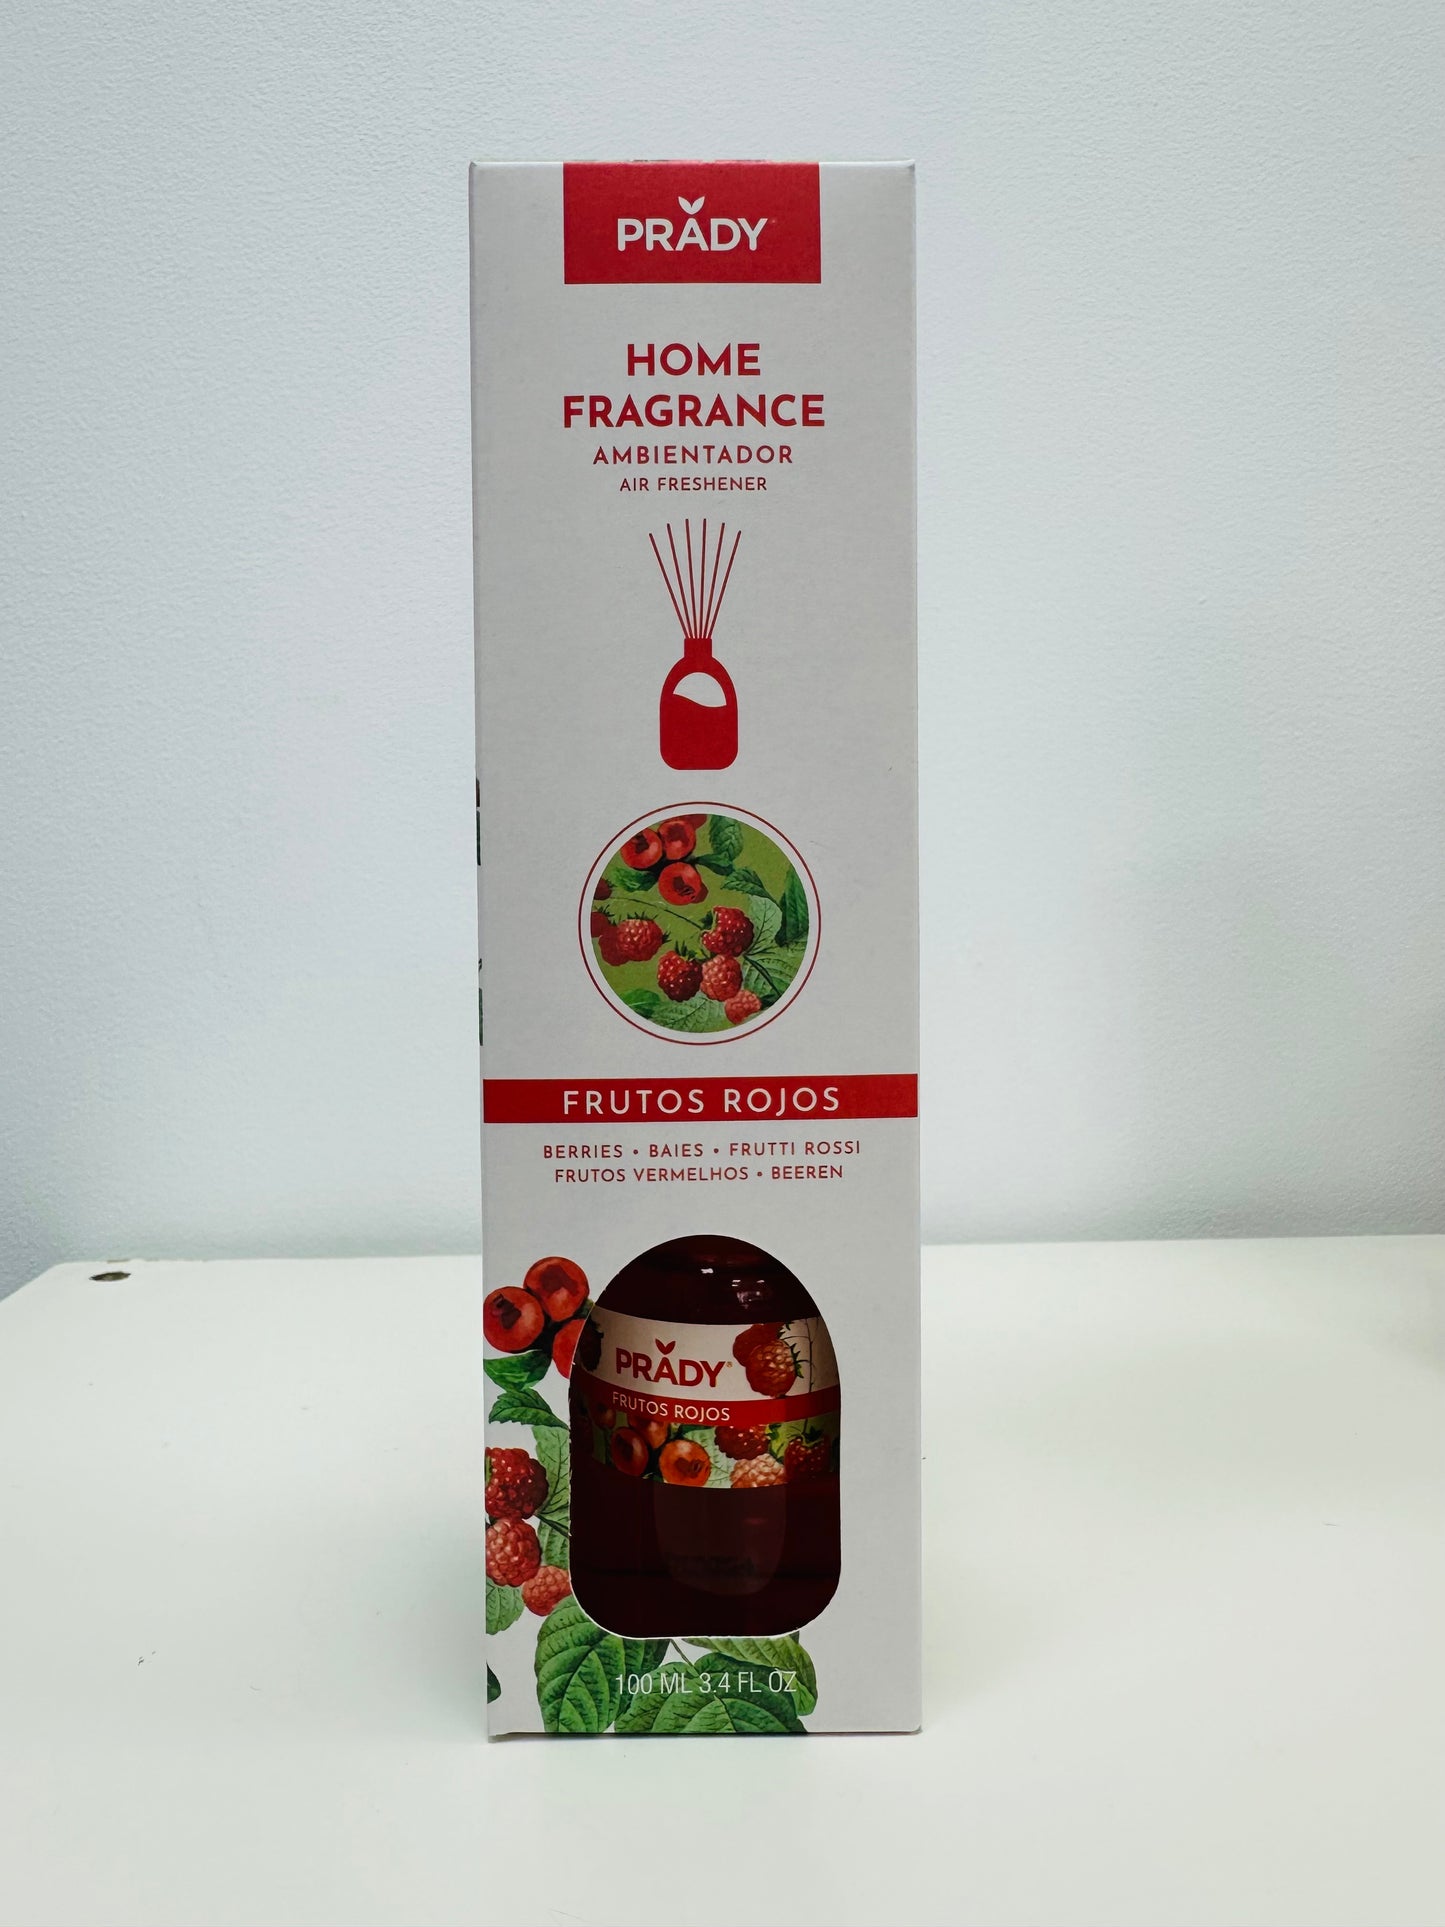 PRADY
HOME
FRAGRANCE
AMBIENTADOR
AIR FRESHENER
FRUTOS ROJOS
BERRIES • BAIES • FRUTTI ROSSI
FRUTOS VERMELHOS • BEEREN
PRADY®
FRUTOS ROJOS
100 ML 3.4 FL OZ